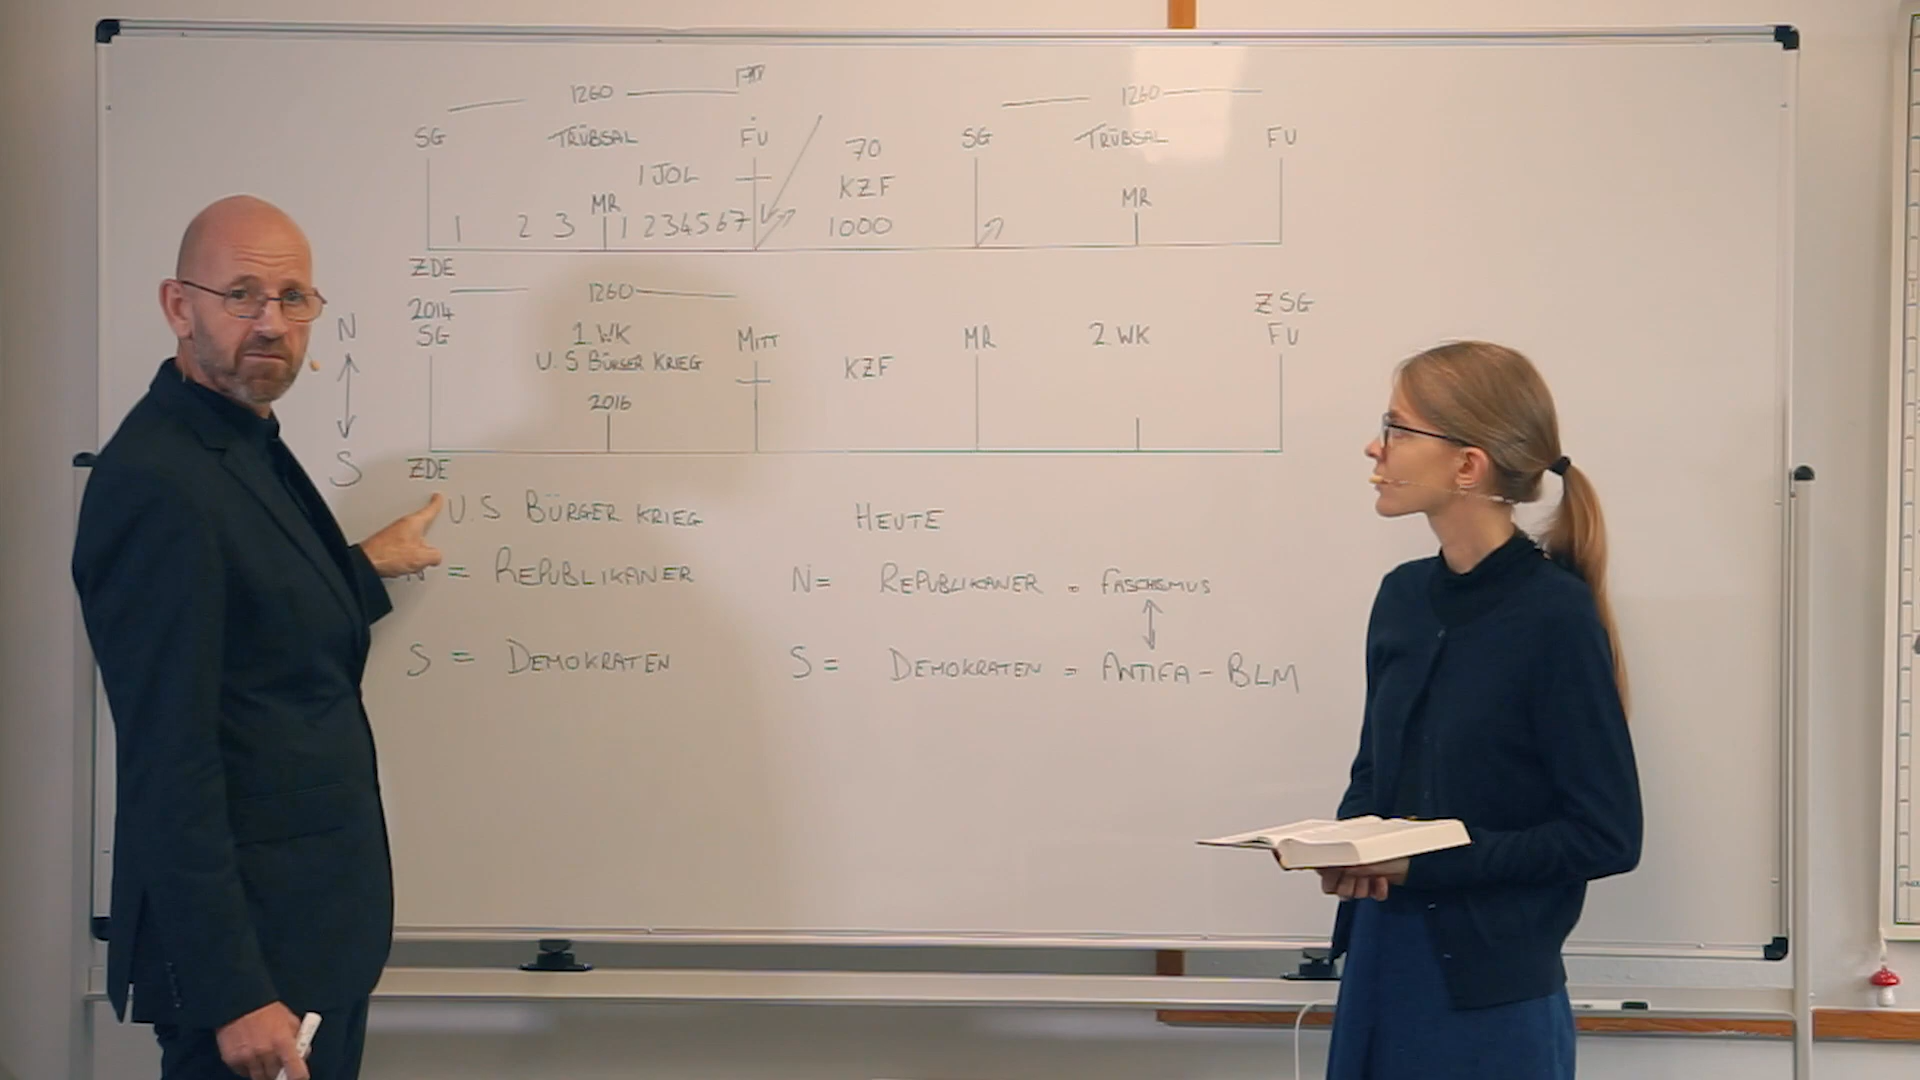 1260
1260
SG TRÜBSAL FU 70 SG TRÜBSAL FU
1 JOL KZF
MR MR
1 2 3 1 2 3 4 5 6 7 1000
ZDE
1260
2014 Z SG
SG 1. WK MITT MR 2 WK FU
N
U. S BÜRGER KRIEG KZF
2016
S ZDE
U.S BÜRGER KRIEG HEUTE
N = REPUBLIKANER N = REPUBLIKANER = FASCHISMUS
S = DEMOKRATEN S = DEMOKRATEN = ANTIFA - BLM